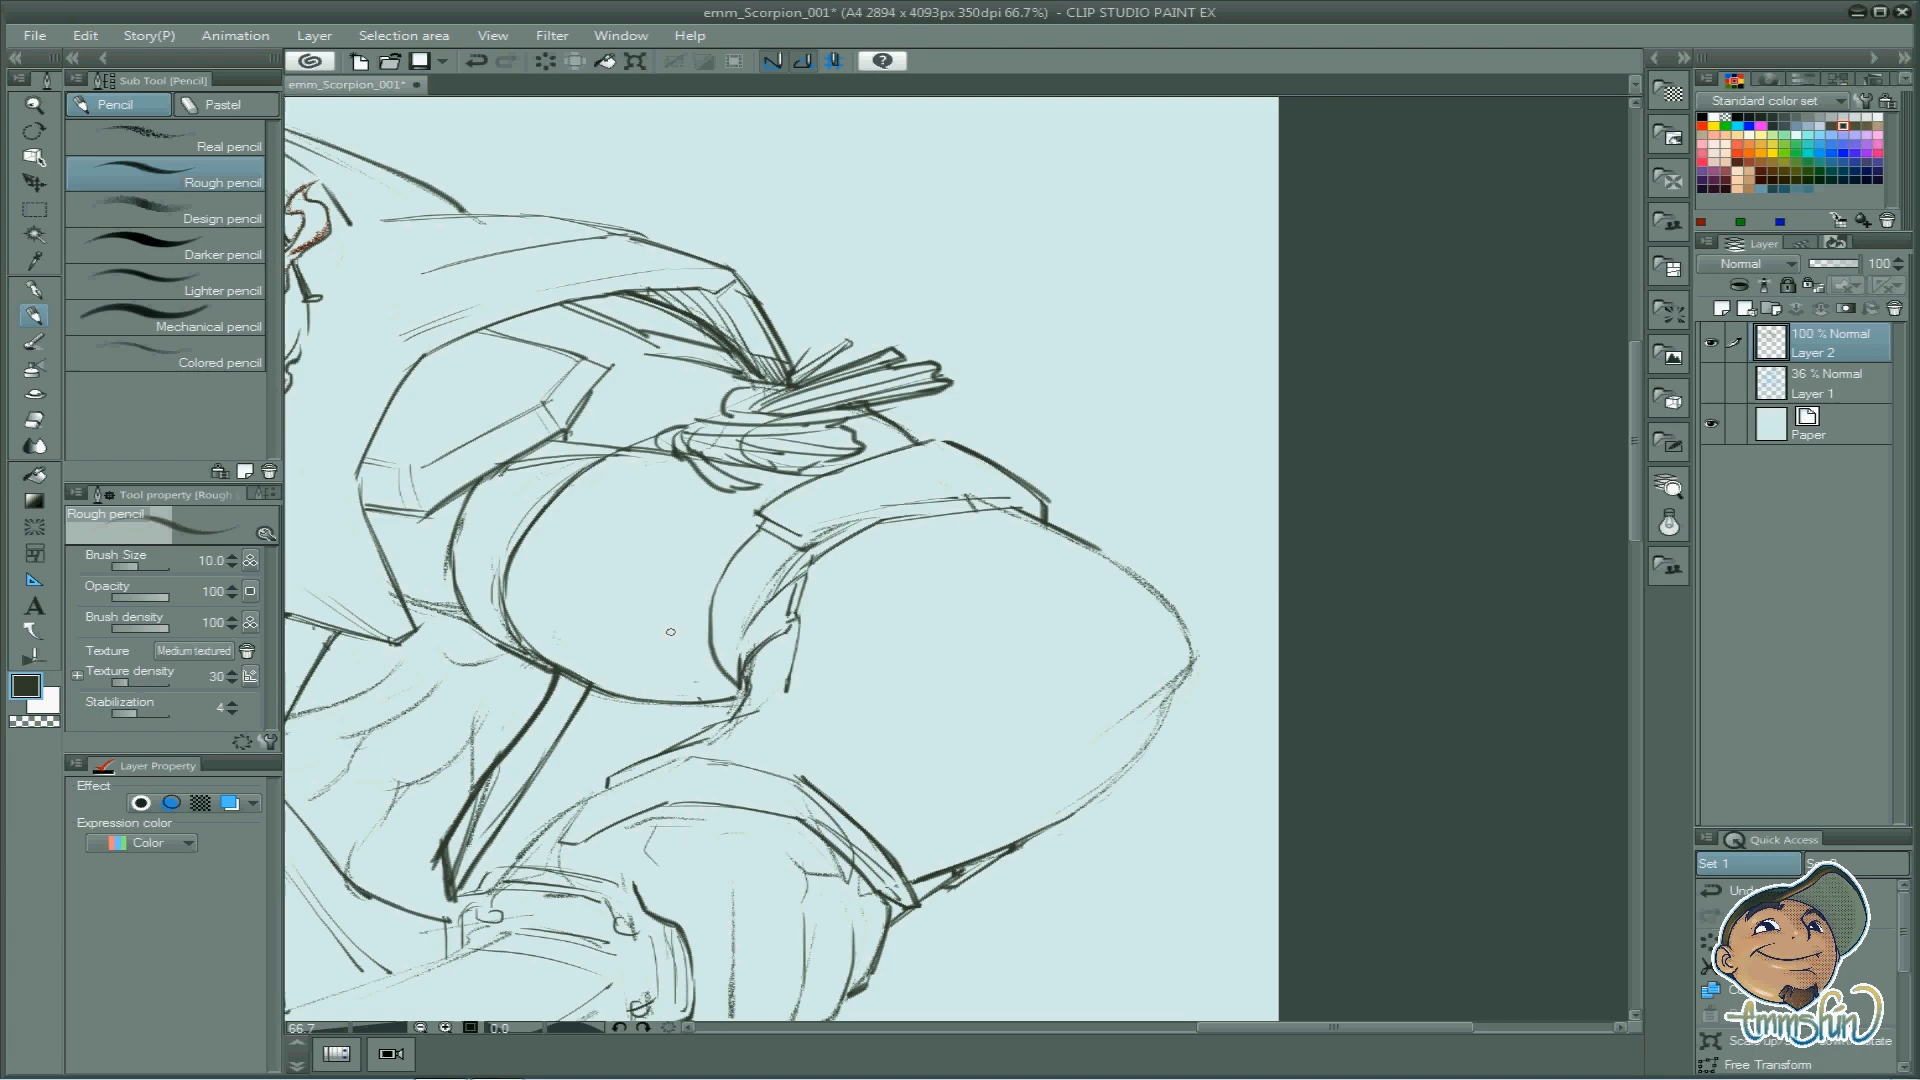 emm_Scorpion_001* (A4 2894 x 4093px 350dpi 66.7%) - CLIP STUDIO PAINT EX
File Edit Story(P) Animation Layer Selection area View Filter Window Help
Sub Tool [Pencil]
emm_Scorpion_001*
Pencil Pastel
Real pencil
Rough pencil
Design pencil
Darker pencil
Lighter pencil
Mechanical pencil
Colored pencil
Tool property [Rough
Rough pencil
Brush Size 10.0
Opacity 100
Brush density 100
Texture Medium textured
Texture density 30
Stabilization 4
Layer Property
Effect
Expression color
Color
66.7 0.0
Standard color set
Layer
Normal 100
100 % Normal
Layer 2
36 % Normal
Layer 1
Paper
Quick Access
Set 1
Free Transform